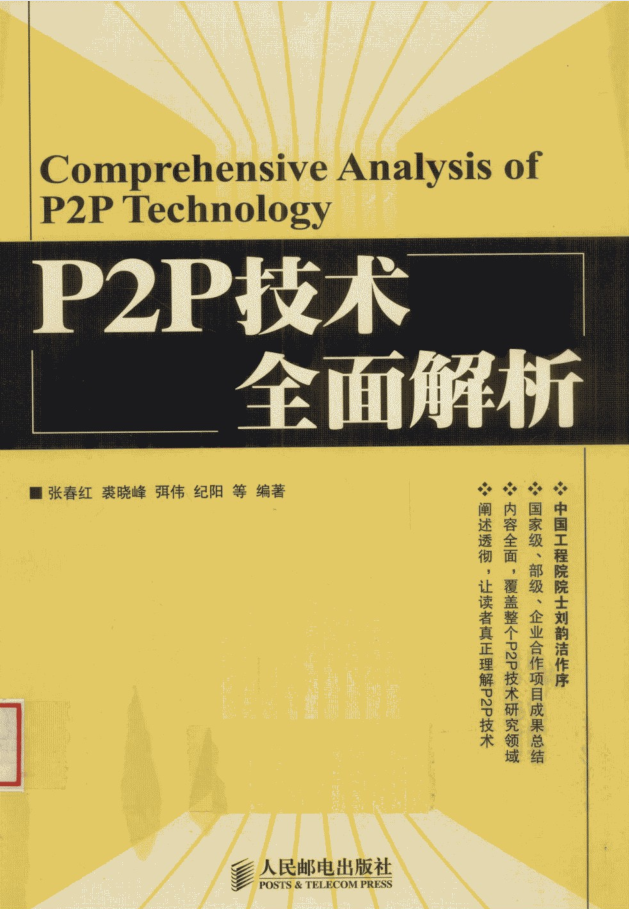 Comprehensive Analysis of
P2P Technology
P2P技术
全面解析
■ 张春红 裘晓峰 弭伟 纪阳 等 编著
❖ 中国工程院院士刘韵洁作序
❖ 国家级、部级、企业合作项目成果总结
❖ 内容全面，覆盖整个P2P技术研究领域
❖ 阐述透彻，让读者真正理解P2P技术
人民邮电出版社
POSTS & TELECOM PRESS